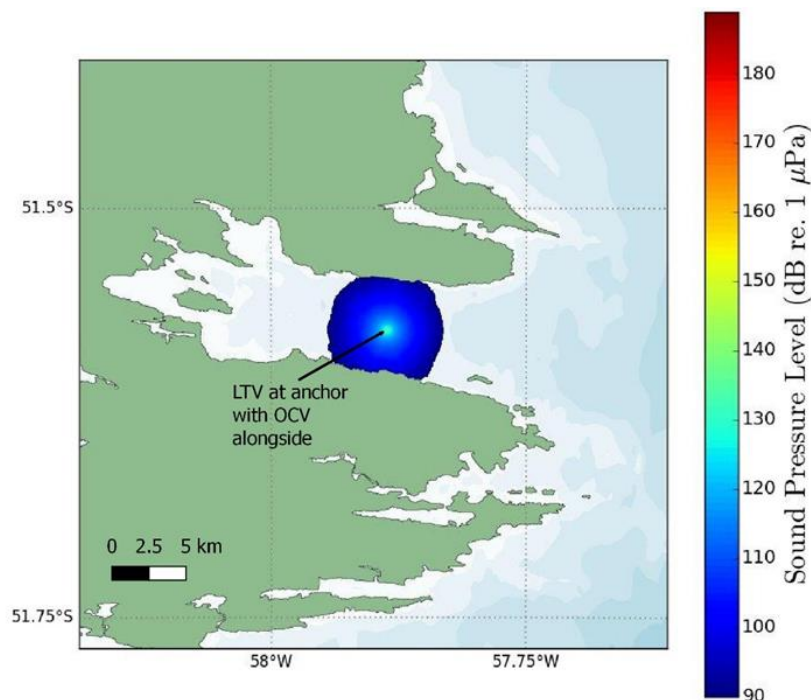 51.5°S
51.75°S
58°W
57.75°W
LTV at anchor
with OCV
alongside
0 2.5 5 km
180
170
160
150
140
130
120
110
100
90
Sound Pressure Level (dB re. 1 μPa)